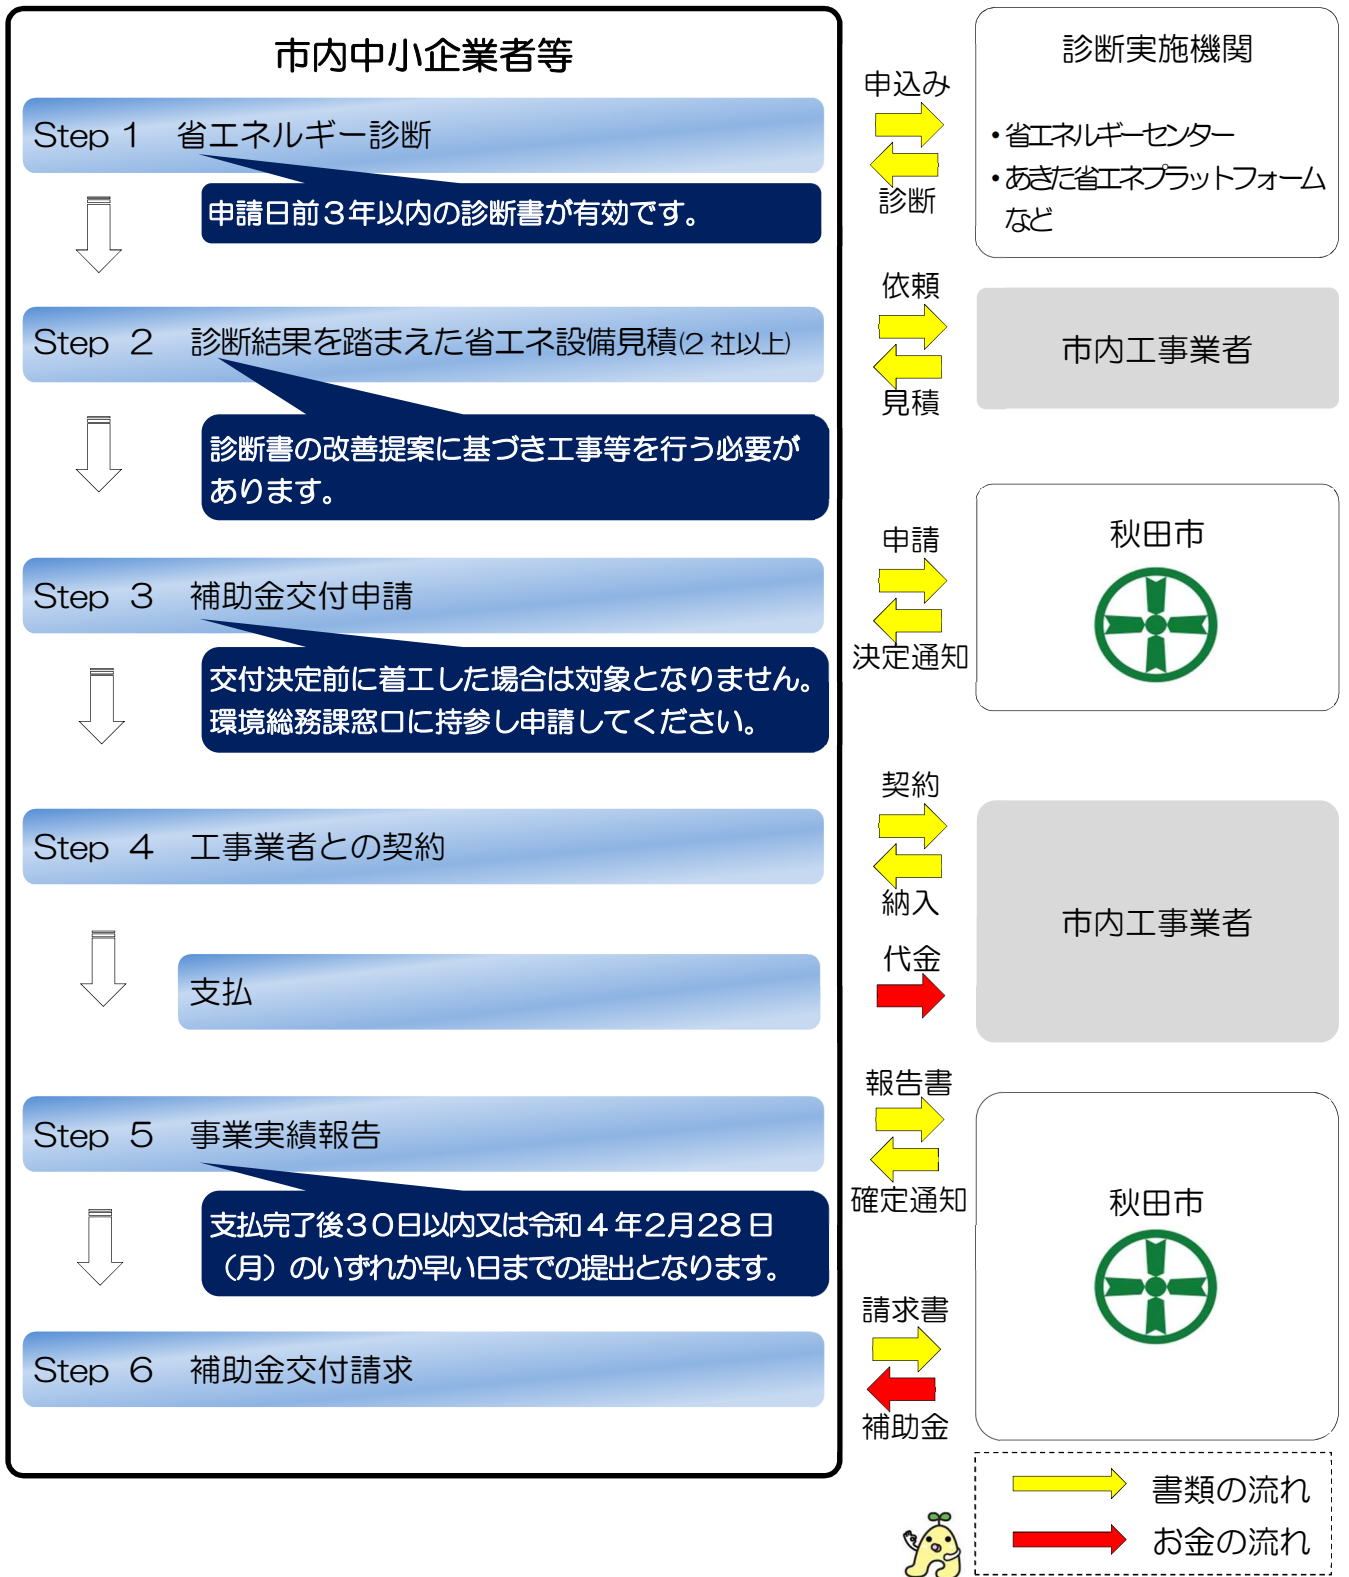 市内中小企業者等
Step 1　省エネルギー診断
申請日前３年以内の診断書が有効です。
申込み
診断
診断実施機関
・省エネルギーセンター
・あきた省エネプラットフォーム
など
Step 2　診断結果を踏まえた省エネ設備見積(2 社以上)
診断書の改善提案に基づき工事等を行う必要が
あります。
依頼
見積
市内工事業者
Step 3　補助金交付申請
交付決定前に着工した場合は対象となりません。
環境総務課窓口に持参し申請してください。
申請
決定通知
秋田市
Step 4　工事業者との契約
契約
納入
支払
代金
市内工事業者
Step 5　事業実績報告
支払完了後３０日以内又は令和 4 年２月28 日
（月）のいずれか早い日までの提出となります。
報告書
確定通知
秋田市
Step 6　補助金交付請求
請求書
補助金
書類の流れ
お金の流れ